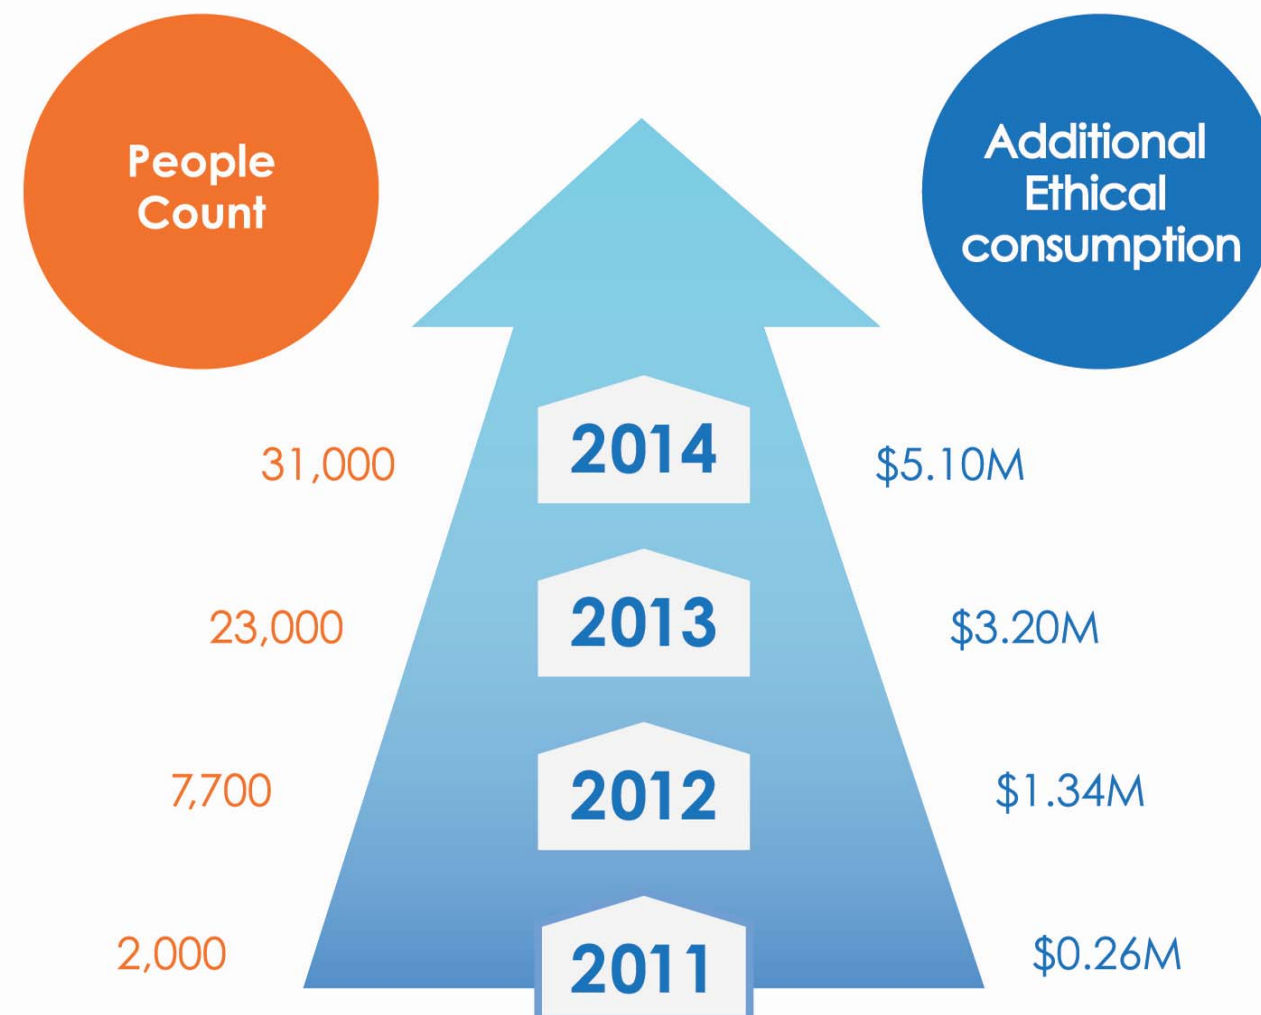 People
Count
Additional
Ethical
consumption
31,000
2014
$5.10M
23,000
2013
$3.20M
7,700
2012
$1.34M
2,000
2011
$0.26M